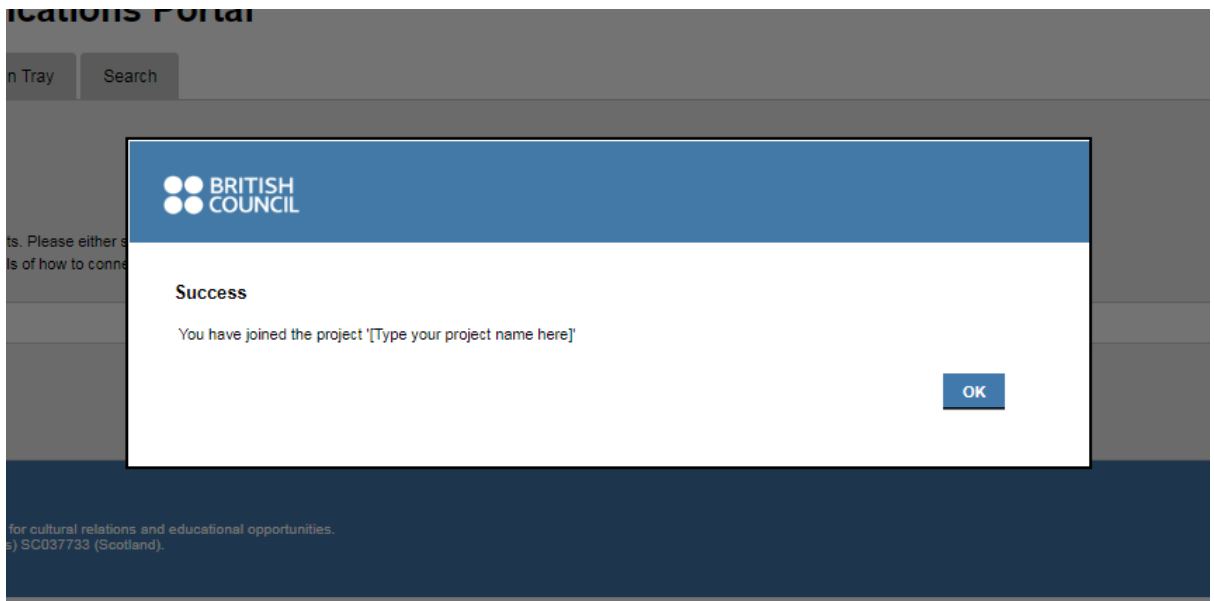 ications Portal
n Tray
Search
BRITISH
COUNCIL
ts. Please either s
ls of how to conne
Success
You have joined the project '[Type your project name here]'
OK
for cultural relations and educational opportunities.
s) SC037733 (Scotland).